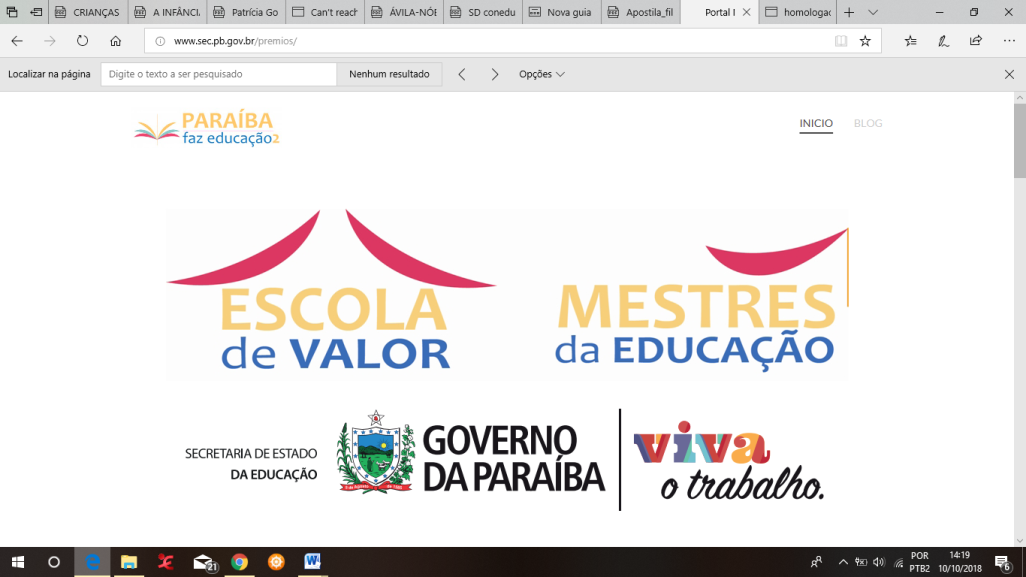 CRIANÇAS
A INFÂNCI
Patrícia Go
Can't reach
ÁVILA-NÓB
SD conedu
Nova guia
Apostila_fil
Portal I
homologac
www.sec.pb.gov.br/premios/
Localizar na página
Digite o texto a ser pesquisado
Nenhum resultado
Opções
PARAÍBA
faz educação2
INICIO
BLOG
ESCOLA
de VALOR
MESTRES
da EDUCAÇÃO
SECRETARIA DE ESTADO
DA EDUCAÇÃO
GOVERNO
DA PARAÍBA
viva
o trabalho.
21
POR
PTB2
14:19
10/10/2018
6